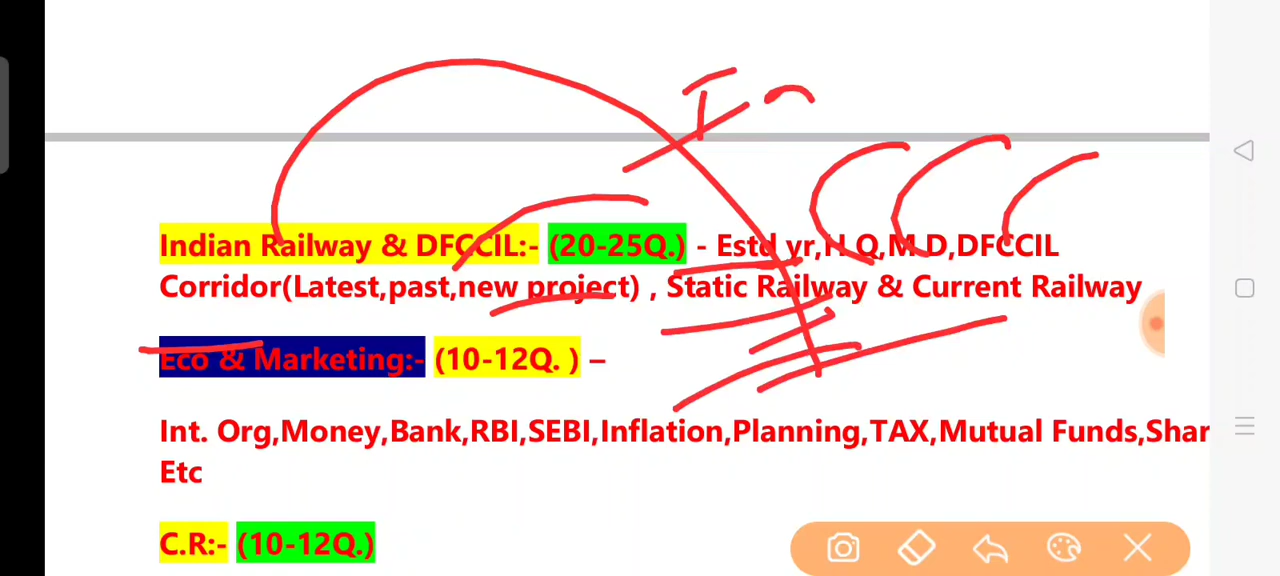 Indian Railway & DFCCIL:- (20-25Q.) - Estd yr,H.Q,M.D,DFCCIL
Corridor(Latest,past,new project) , Static Railway & Current Railway
Eco & Marketing:- (10-12Q. ) –
Int. Org,Money,Bank,RBI,SEBI,Inflation,Planning,TAX,Mutual Funds,Shar
Etc
C.R:- (10-12Q.)